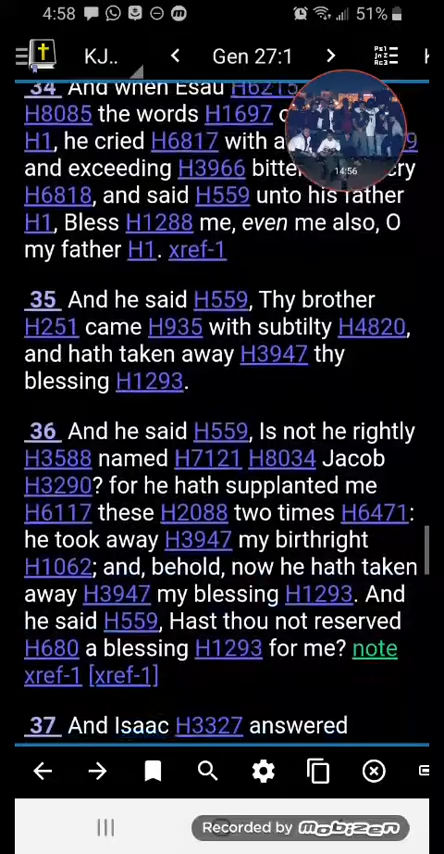 4:58 51%
KJ.. Gen 27:1
34 And when Esau H6215
H8085 the words H1697
H1, he cried H6817 with a 9
and exceeding H3966 cry
14:56
H6818, and said H559 unto his father
H1, Bless H1288 me, even me also, O
my father H1. xref-1
35 And he said H559, Thy brother
H251 came H935 with subtilty H4820,
and hath taken away H3947 thy
blessing H1293.
36 And he said H559, Is not he rightly
H3588 named H7121 H8034 Jacob
H3290? for he hath supplanted me
H6117 these H2088 two times H6471:
he took away H3947 my birthright
H1062; and, behold, now he hath taken
away H3947 my blessing H1293. And
he said H559, Hast thou not reserved
H680 a blessing H1293 for me? note
xref-1 [xref-1]
37 And Isaac H3327 answered
Recorded by mobizen